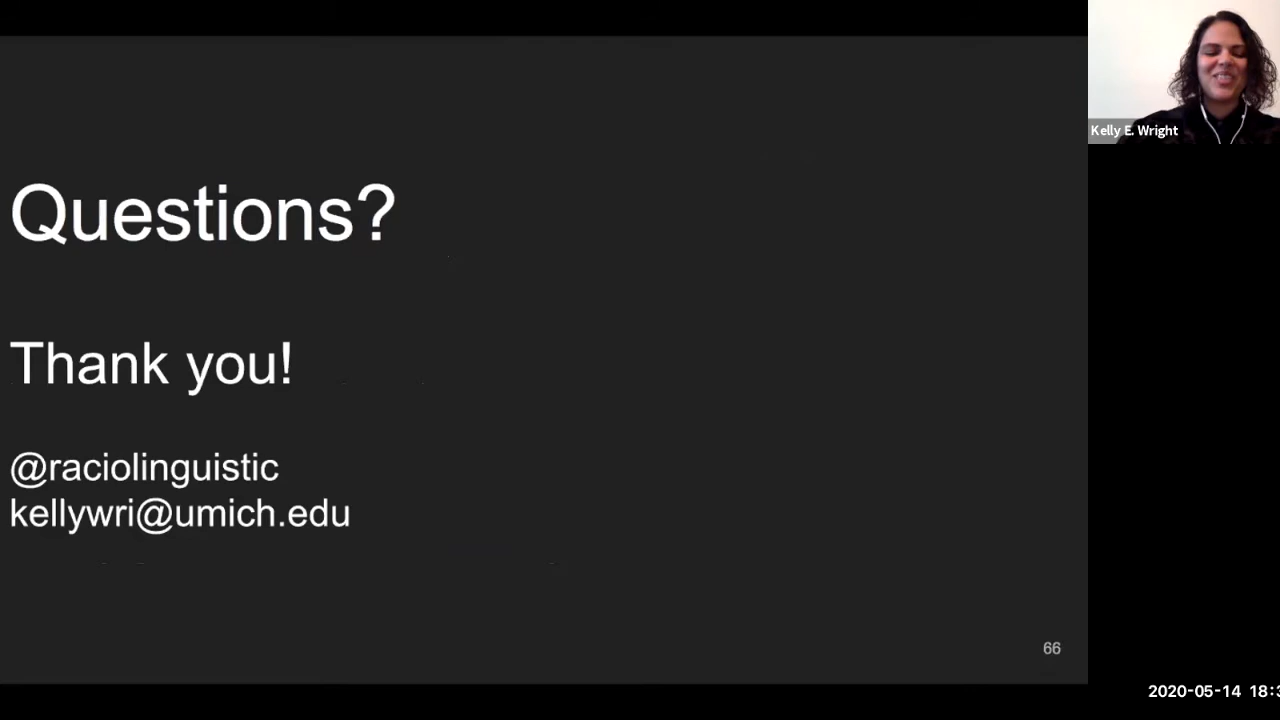 Questions?
Thank you!
@raciolinguistic
kellywri@umich.edu
66
Kelly E. Wright
2020-05-14 18:3